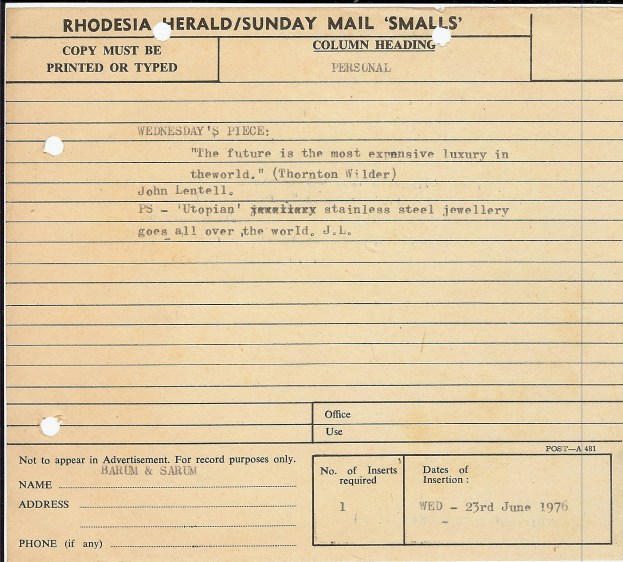 RHODESIA HERALD/SUNDAY MAIL 'SMALLS'
COPY MUST BE
PRINTED OR TYPED
COLUMN HEADING
PERSONAL
WEDNESDAY'S PIECE:
"The future is the most expensive luxury in
theworld." (Thornton Wilder)
John Lentell.
PS - 'Utopian' stainless steel jewellery
goes all over the world. J.L.
Office
Use
POST—A 481
Not to appear in Advertisement. For record purposes only.
BARUM & SARUM
NAME
ADDRESS
PHONE (if any)
No. of Inserts
required
1
Dates of
Insertion :
WED - 23rd June 1976